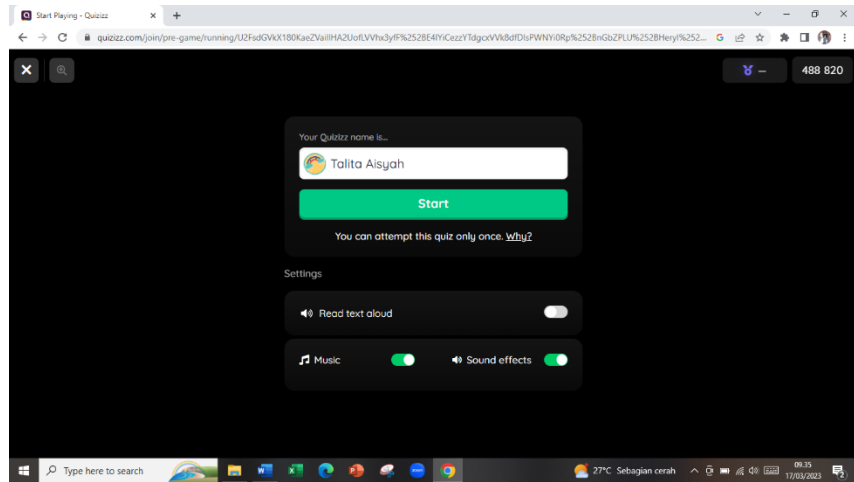 Start Playing - Quizizz
488 820
Your Quizizz name is...
Talita Aisyah
Start
You can attempt this quiz only once. Why?
Settings
Read text aloud
Music
Sound effects
Type here to search
27°C Sebagian cerah
09.35
17/03/2023